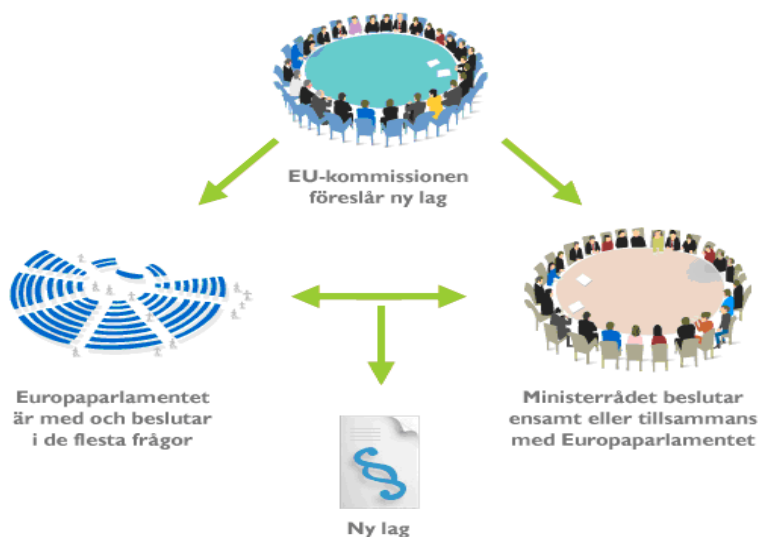 EU-kommissionen
föreslår ny lag
Europaparlamentet
är med och beslutar
i de flesta frågor
Ministerrådet beslutar
ensamt eller tillsammans
med Europaparlamentet
§
Ny lag